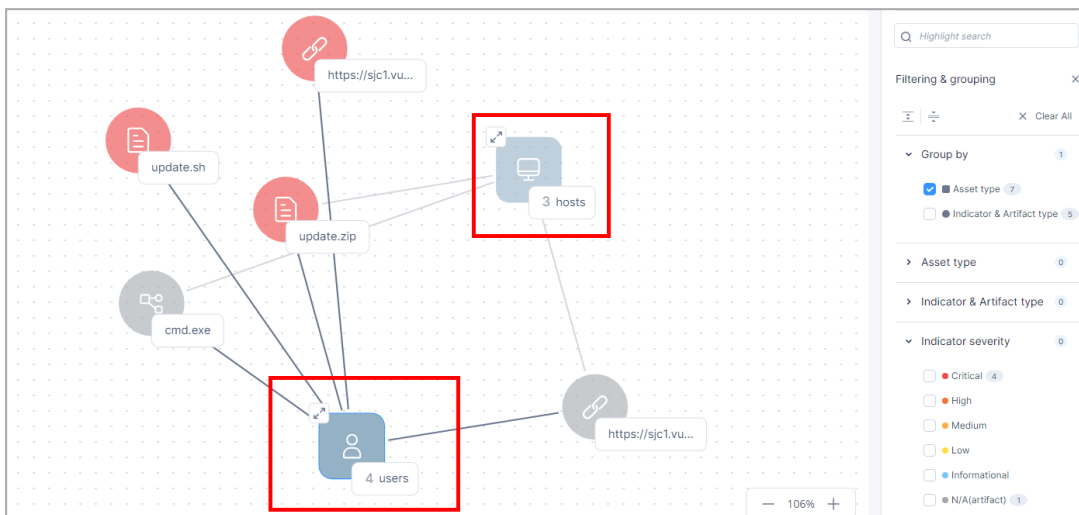 https://sjc1.vu...
update.sh
3 hosts
update.zip
cmd.exe
https://sjc1.vu...
4 users
106%
Highlight search
Filtering & grouping
Clear All
Group by 1
Asset type 7
Indicator & Artifact type 5
Asset type 0
Indicator & Artifact type 0
Indicator severity 0
Critical 4
High
Medium
Low
Informational
N/A(artifact) 1